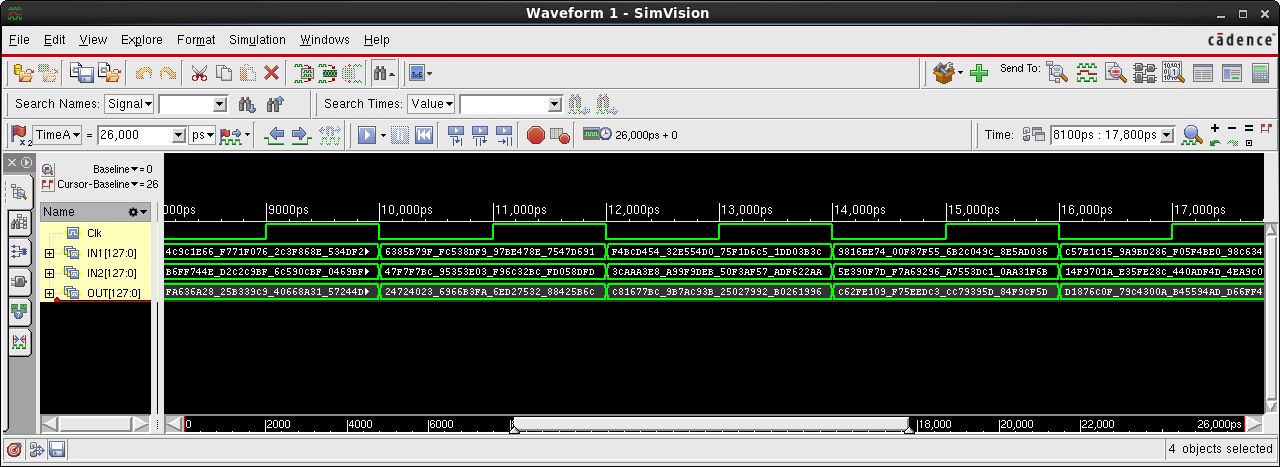 Waveform 1 - SimVision
File Edit View Explore Format Simulation Windows Help cādence
Send To:
Search Names: Signal Search Times: Value
TimeA = 26,000 ps 26,000ps + 0 Time: 8100ps : 17,800ps
Baseline = 0
Cursor-Baseline = 26
Name 000ps 9000ps 10,000ps 11,000ps 12,000ps 13,000ps 14,000ps 15,000ps 16,000ps 17,000ps
Clk
IN1[127:0] 4C9C1E66_F771F076_2C3F868E_534DF2 6385B79F_FC538DF9_97BE478E_7547D691 F4BCD454_32E554D0_75F1D6C5_1DD03B3C 9816EE74_00F87F55_6B2C049C_8E5AD036 C57E1C15_9A9BD286_F05F4BE0_98C634
IN2[127:0] B6FF744E_D2C2C9BF_6C590CBF_0469BF 47F7F7BC_95353E03_F96C32BC_FD058DFD 3CAAA3E8_A99F9DEB_50F3AF57_ADF622AA 5E390F7D_F7A69296_A7553DC1_0AA31F6B 14F9701A_E35FE28C_440ADF4D_4EA9C0
OUT[127:0] FA636A28_25B339C9_40668A31_57244D 24724023_6966B3FA_6ED27532_88425B6C C81677BC_9B7AC93B_25027992_B0261996 C62FE109_F75EEDC3_CC79395D_84F9CF5D D1876C0F_79C4300A_B45594AD_D66FF4
0 2000 4000 6000 18,000 20,000 22,000 26,000ps
4 objects selected